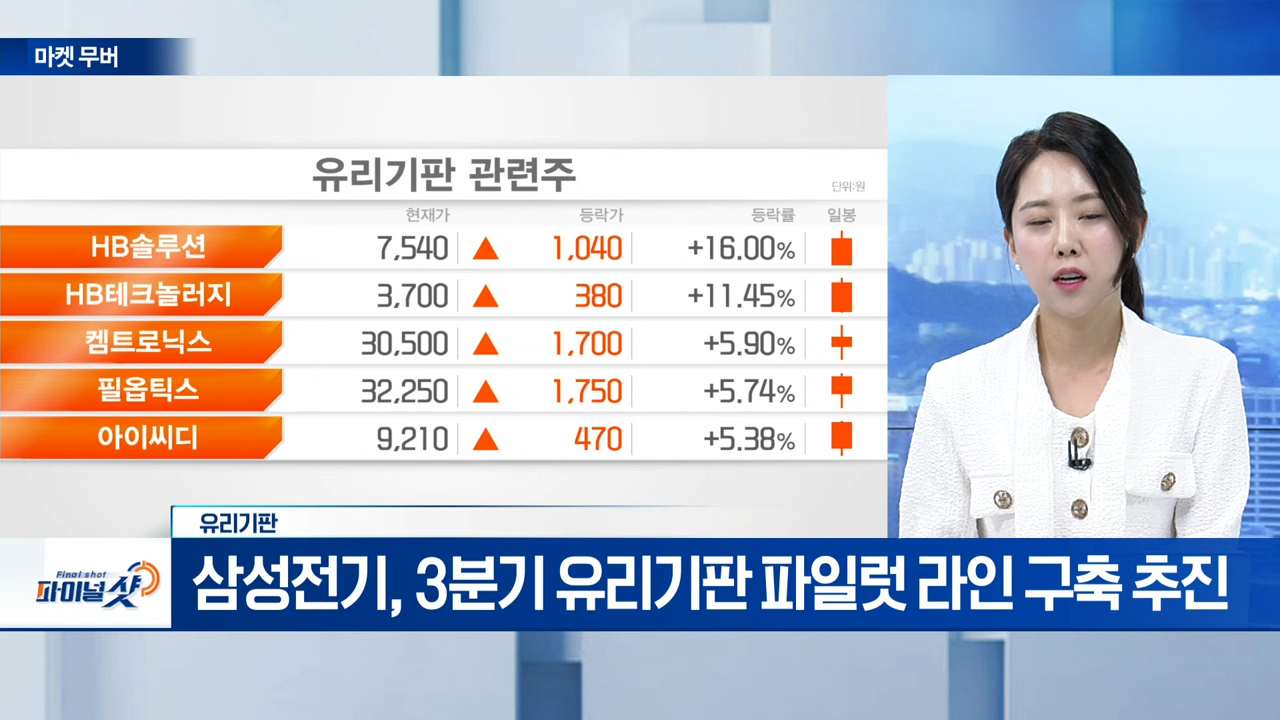 마켓 무버
유리기판 관련주
단위:원
현재가 등락가 등락률 일봉
HB솔루션 7,540 ▲ 1,040 +16.00%
HB테크놀러지 3,700 ▲ 380 +11.45%
켐트로닉스 30,500 ▲ 1,700 +5.90%
필옵틱스 32,250 ▲ 1,750 +5.74%
아이씨디 9,210 ▲ 470 +5.38%
유리기판
Final shot
파이널샷
삼성전기, 3분기 유리기판 파일럿 라인 구축 추진